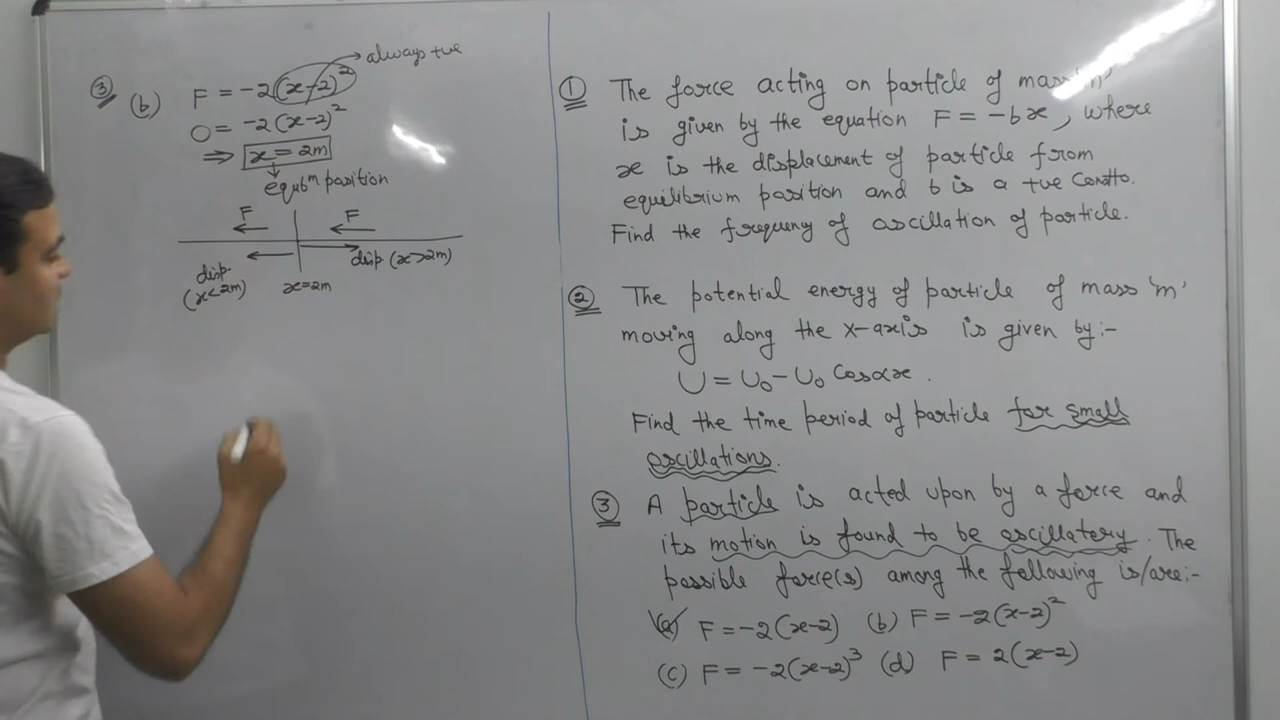 ③ (b) F = -2(x-2)² → always +ve
0 = -2(x-2)²
⇒ x = 2m
equbᵐ position
F F
disp. (x<2m) x=2m disp (x>2m)
① The force acting on particle of mass 'm'
is given by the equation F = -bx, where
x is the displacement of particle from
equilibrium position and b is a +ve
Find the frequency of oscillation of particle.
② The potential energy of particle of mass 'm'
moving along the x-axis is given by:-
U = U₀ - U₀ Cosαx.
Find the time period of particle for small
oscillations.
③ A particle is acted upon by a force and
its motion is found to be oscillatory. The
possible force(s) among the following is/are:-
(a) F = -2(x-2) (b) F = -2(x-2)²
(c) F = -2(x-2)³ (d) F = 2(x-2)